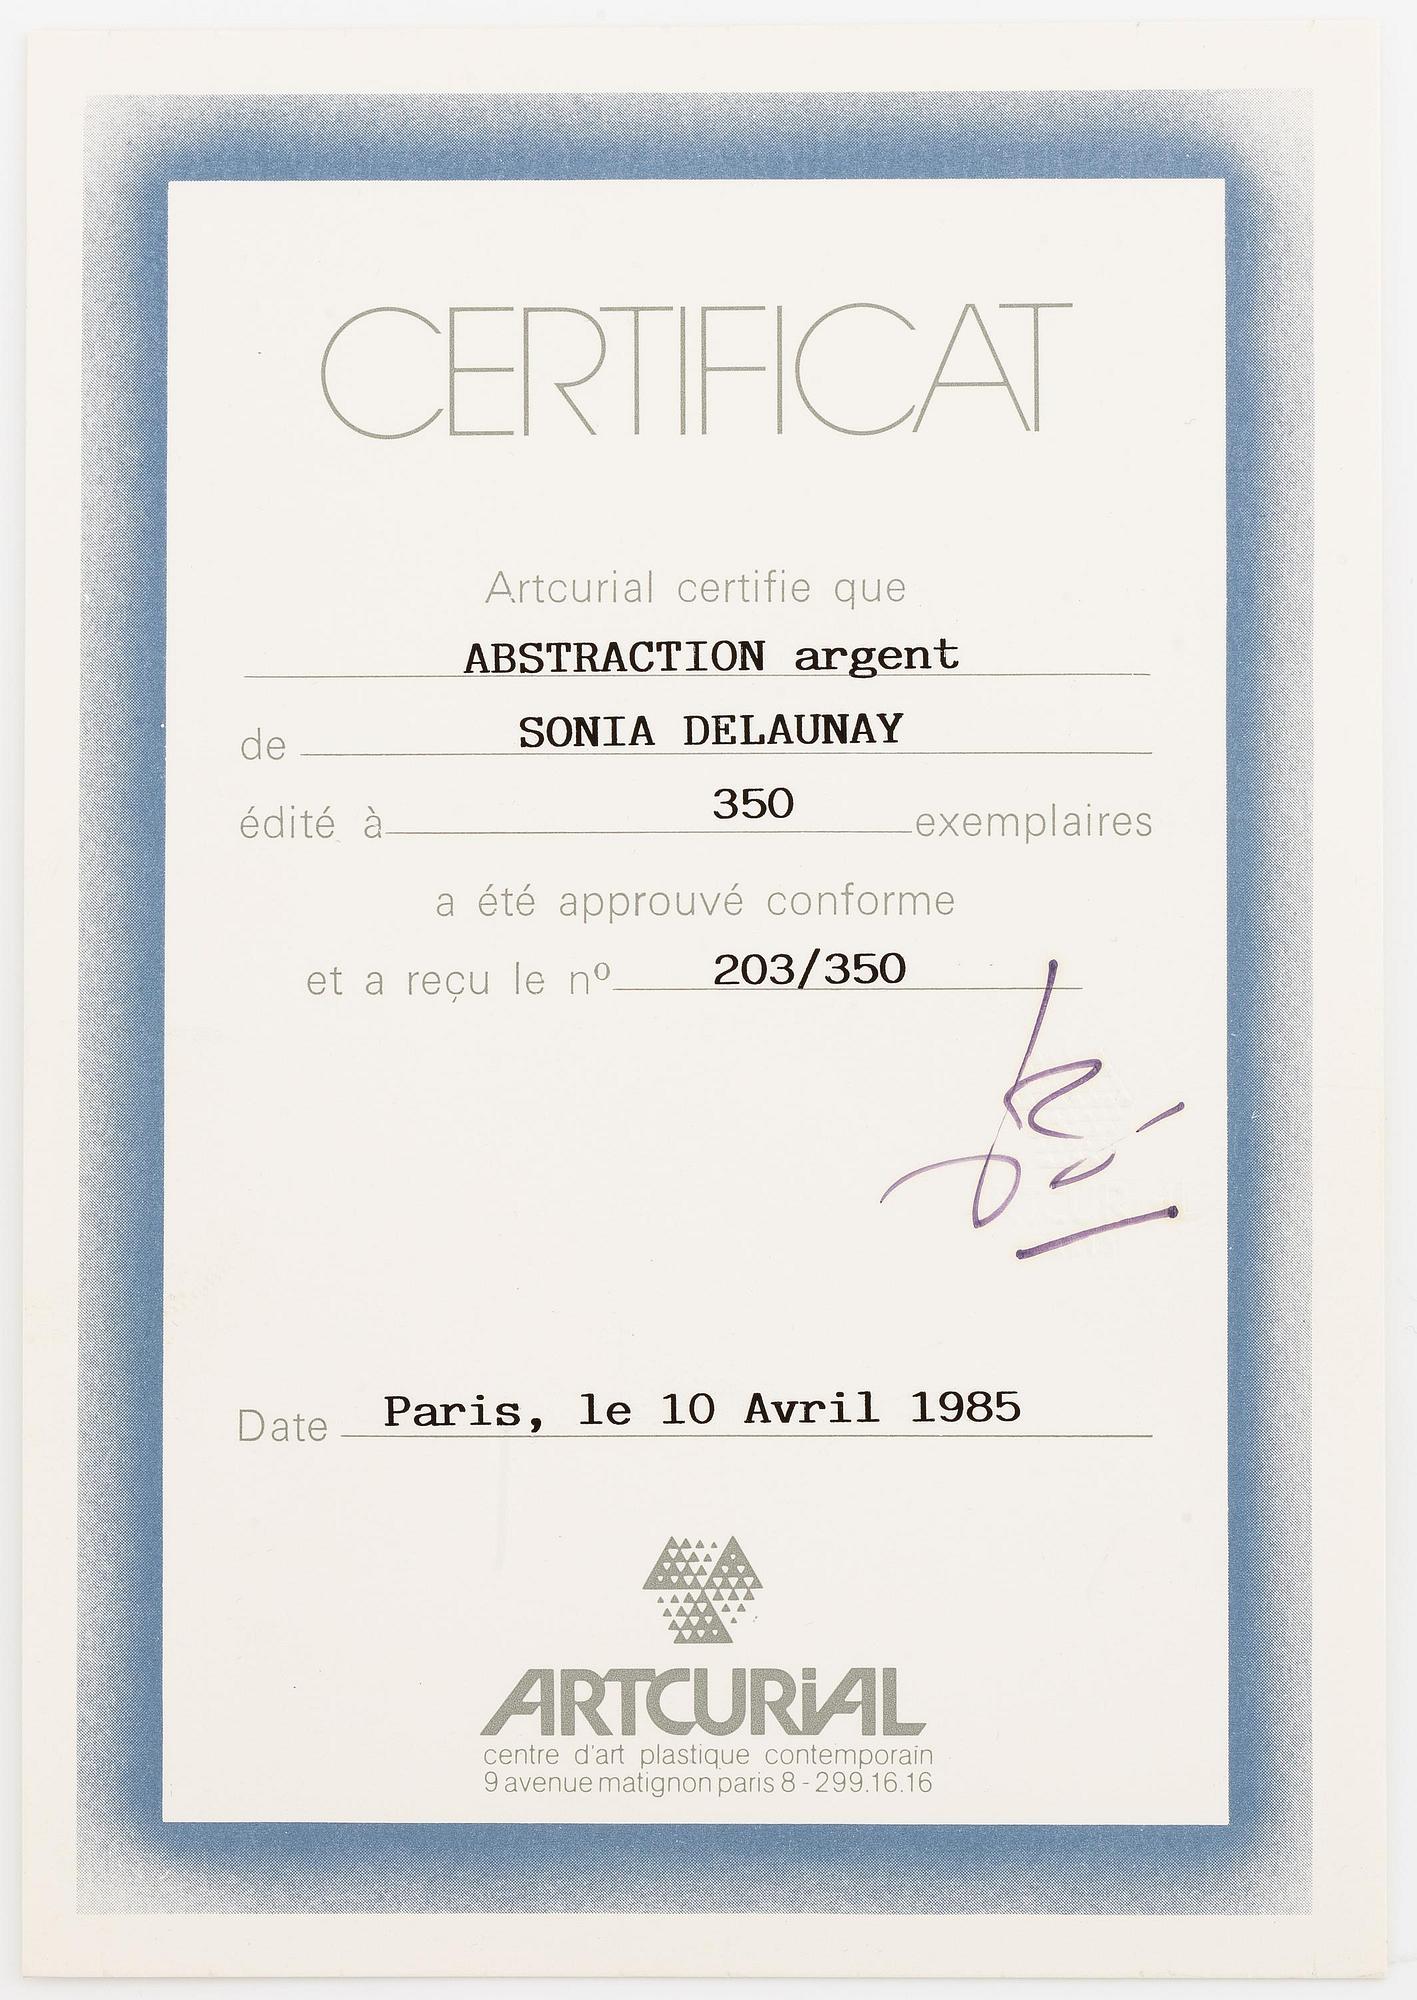 CERTIFICAT
Artcurial certifie que
ABSTRACTION argent
de SONIA DELAUNAY
édité à 350 exemplaires
a été approuvé conforme
et a reçu le nº 203/350
Date Paris, le 10 Avril 1985
ARTCURiAL
centre d'art plastique contemporain
9 avenue matignon paris 8 - 299.16.16